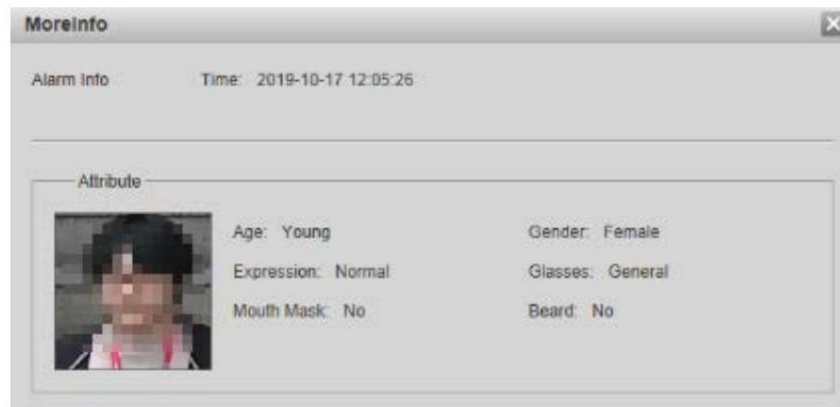 MoreInfo
Alarm Info Time: 2019-10-17 12:05:26
Attribute
Age: Young Gender: Female
Expression: Normal Glasses: General
Mouth Mask: No Beard: No